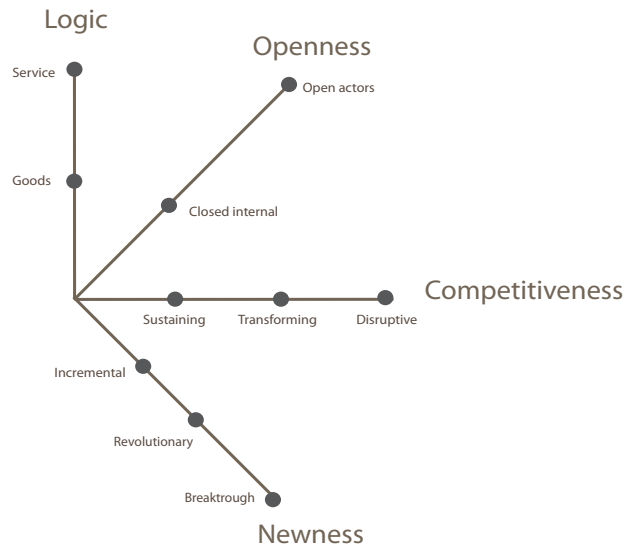 Logic
Openness
Service
Open actors
Goods
Closed internal
Competitiveness
Sustaining
Transforming
Disruptive
Incremental
Revolutionary
Breaktrough
Newness